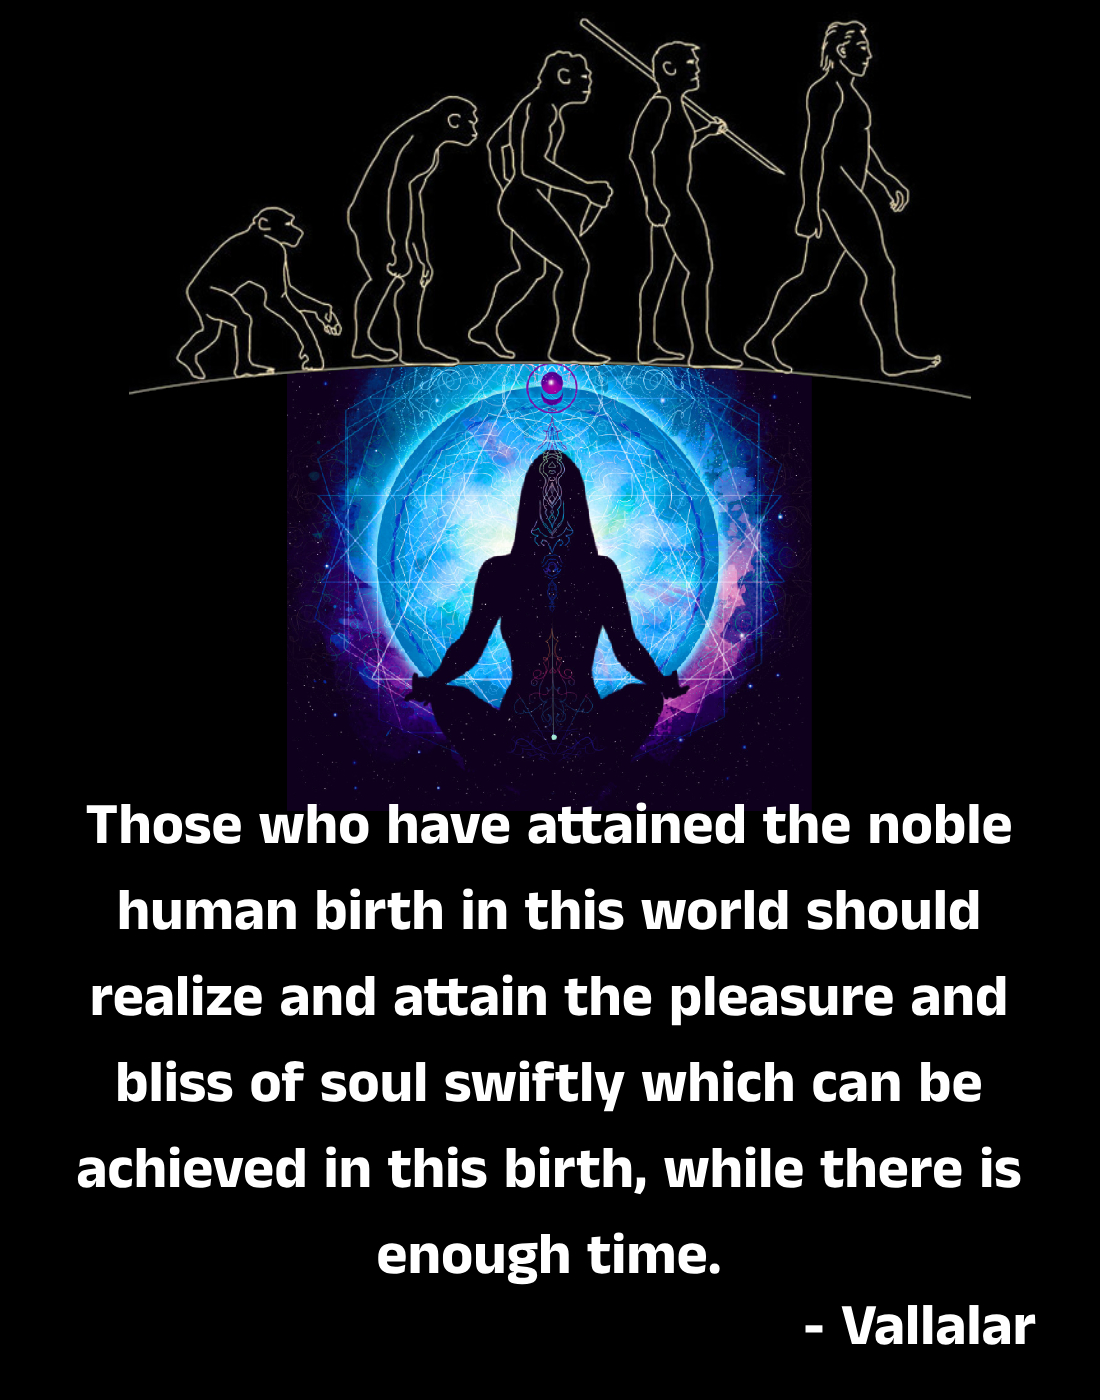 Those who have attained the noble
human birth in this world should
realize and attain the pleasure and
bliss of soul swiftly which can be
achieved in this birth, while there is
enough time.
- Vallalar